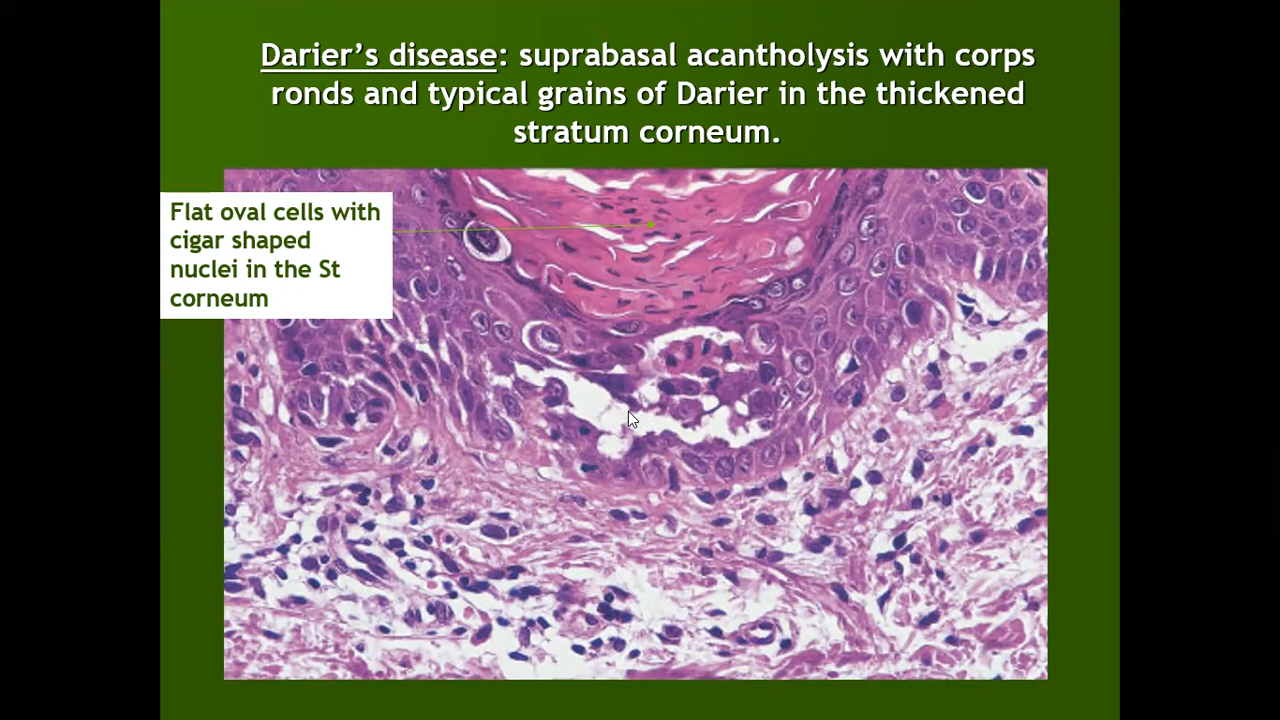 Darier’s disease: suprabasal acantholysis with corps
ronds and typical grains of Darier in the thickened
stratum corneum.
Flat oval cells with
cigar shaped
nuclei in the St
corneum